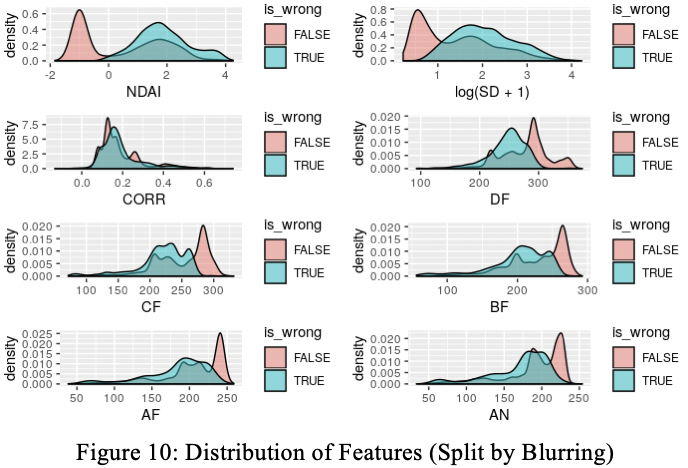 is_wrong
0.6
0.4
0.2
0.0
density
FALSE
TRUE
-2
0
2
4
NDAI
is_wrong
0.8
0.6
0.4
0.2
0.0
density
FALSE
TRUE
1
2
3
4
log(SD + 1)
is_wrong
7.5
5.0
2.5
0.0
density
FALSE
TRUE
0.0
0.2
0.4
0.6
CORR
is_wrong
0.020
0.015
0.010
0.005
0.000
density
FALSE
TRUE
100
200
300
DF
is_wrong
0.020
0.015
0.010
0.005
0.000
density
FALSE
TRUE
100
150
200
250
300
CF
is_wrong
0.020
0.015
0.010
0.005
0.000
density
FALSE
TRUE
100
200
300
BF
is_wrong
0.025
0.020
0.015
0.010
0.005
0.000
density
FALSE
TRUE
50
100
150
200
250
AF
is_wrong
0.020
0.015
0.010
0.005
0.000
density
FALSE
TRUE
50
100
150
200
250
AN
Figure 10: Distribution of Features (Split by Blurring)